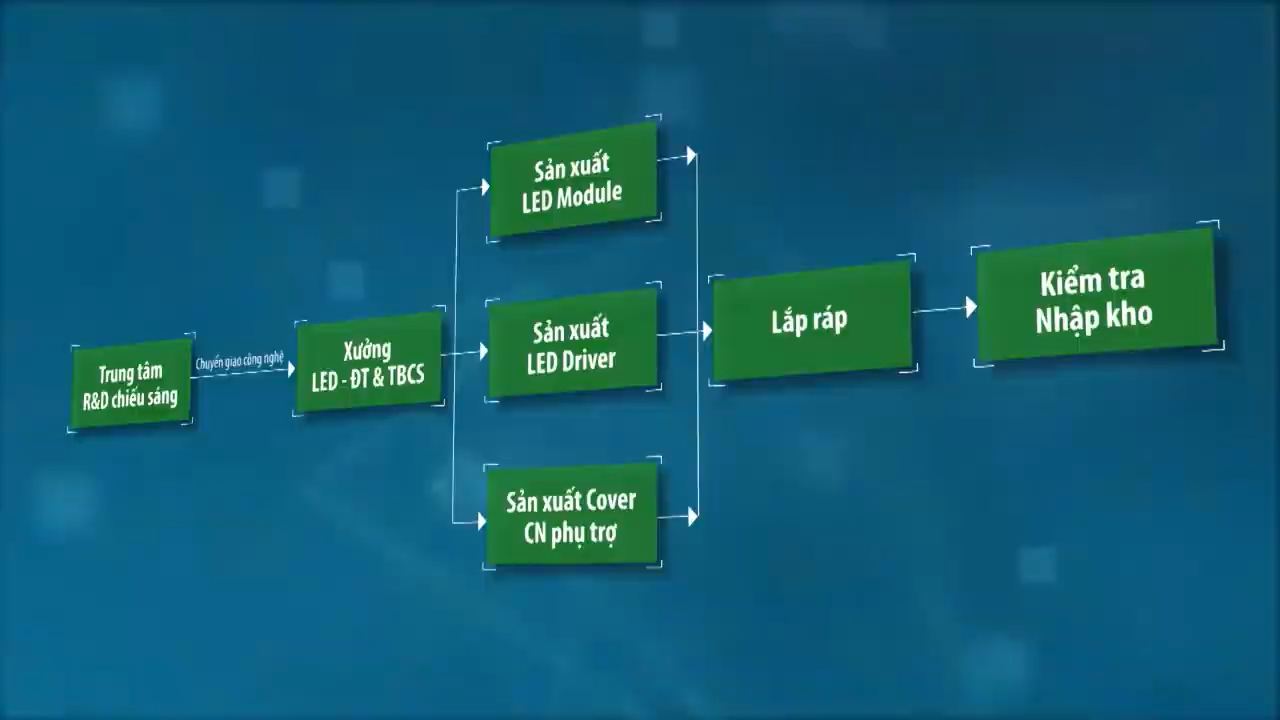 Trung tâm
R&D chiếu sáng
Chuyển giao công nghệ
Xưởng
LED - ĐT & TBCS
Sản xuất
LED Module
Sản xuất
LED Driver
Sản xuất Cover
CN phụ trợ
Lắp ráp
Kiểm tra
Nhập kho